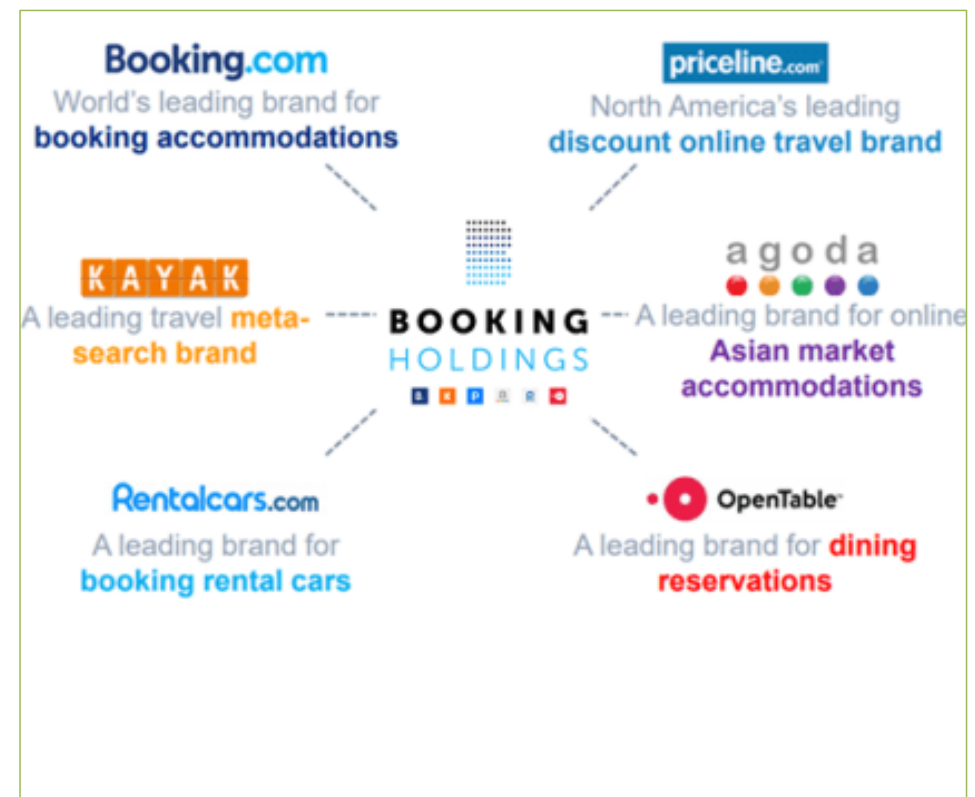 Booking.com
World's leading brand for
booking accommodations
priceline.com
North America's leading
discount online travel brand
KAYAK
A leading travel meta-
search brand
BOOKING
HOLDINGS
agoda
A leading brand for online
Asian market
accommodations
Rentalcars.com
A leading brand for
booking rental cars
OpenTable
A leading brand for dining
reservations